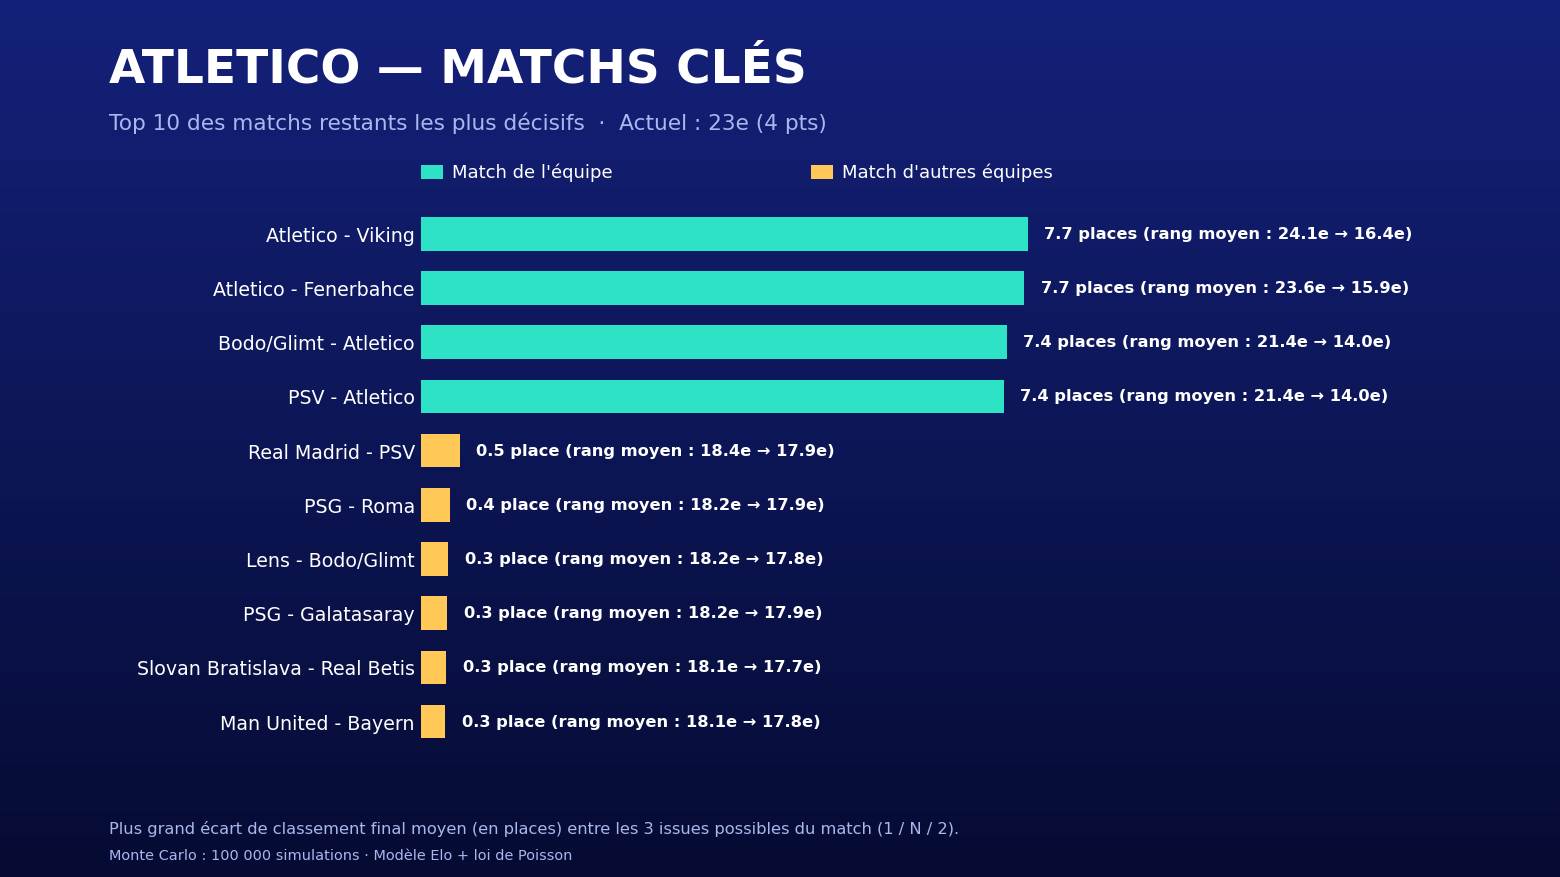 ATLETICO — MATCHS CLÉS
Top 10 des matchs restants les plus décisifs · Actuel : 23e (4 pts)
Match de l'équipe
Match d'autres équipes
Atletico - Viking 7.7 places (rang moyen : 24.1e → 16.4e)
Atletico - Fenerbahce 7.7 places (rang moyen : 23.6e → 15.9e)
Bodo/Glimt - Atletico 7.4 places (rang moyen : 21.4e → 14.0e)
PSV - Atletico 7.4 places (rang moyen : 21.4e → 14.0e)
Real Madrid - PSV 0.5 place (rang moyen : 18.4e → 17.9e)
PSG - Roma 0.4 place (rang moyen : 18.2e → 17.9e)
Lens - Bodo/Glimt 0.3 place (rang moyen : 18.2e → 17.8e)
PSG - Galatasaray 0.3 place (rang moyen : 18.2e → 17.9e)
Slovan Bratislava - Real Betis 0.3 place (rang moyen : 18.1e → 17.7e)
Man United - Bayern 0.3 place (rang moyen : 18.1e → 17.8e)
Plus grand écart de classement final moyen (en places) entre les 3 issues possibles du match (1 / N / 2).
Monte Carlo : 100 000 simulations · Modèle Elo + loi de Poisson